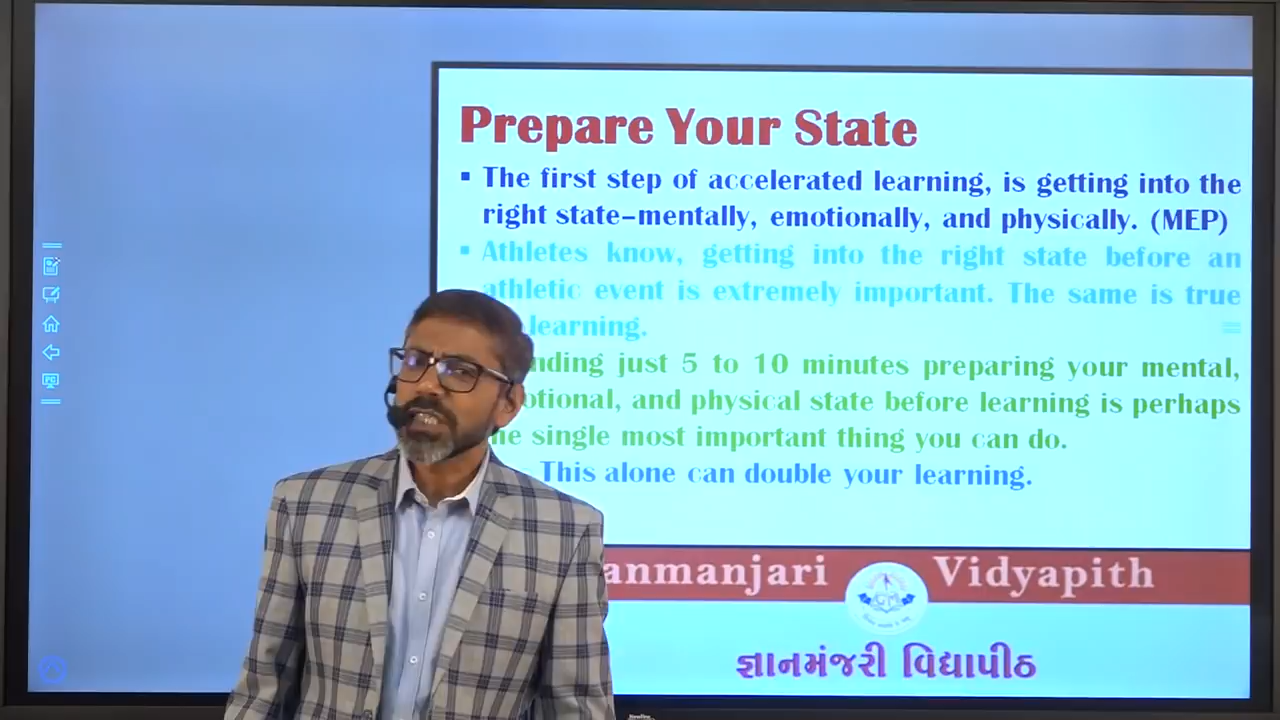 Prepare Your State
▪ The first step of accelerated learning, is getting into the
right state-mentally, emotionally, and physically. (MEP)
▪ Athletes know, getting into the right state before an
athletic event is extremely important. The same is true
learning.
just 5 to 10 minutes preparing your mental,
and physical state before learning is perhaps
single most important thing you can do.
This alone can double your learning.
anmanjari Vidyapith
જ્ઞાનમંજરી વિદ્યાપીઠ